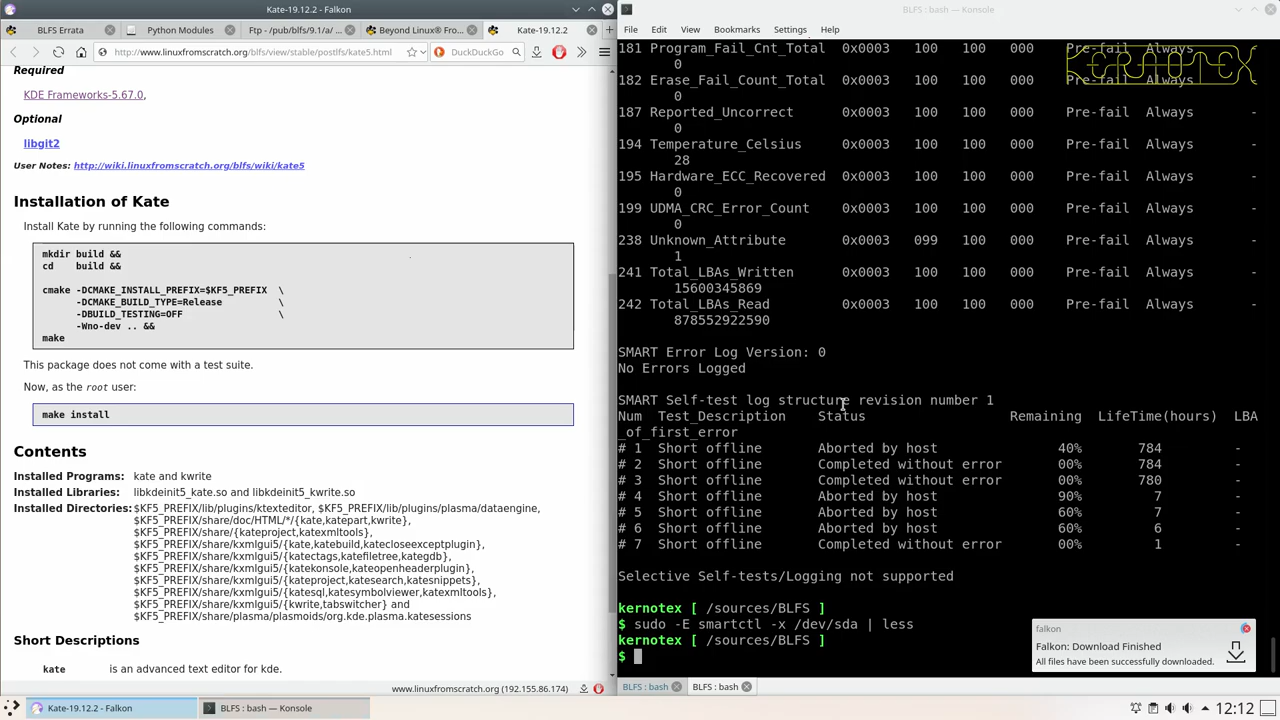 Kate-19.12.2 - Falkon
BLFS Errata
Python Modules
Ftp - /pub/blfs/9.1/a/ ...
Beyond Linux® Fro...
Kate-19.12.2
http://www.linuxfromscratch.org/blfs/view/stable/postlfs/kate5.html
DuckDuckGo
Required
KDE Frameworks-5.67.0,
Optional
libgit2
User Notes: http://wiki.linuxfromscratch.org/blfs/wiki/kate5
Installation of Kate
Install Kate by running the following commands:
mkdir build &&
cd    build &&
cmake -DCMAKE_INSTALL_PREFIX=$KF5_PREFIX  \
-DCMAKE_BUILD_TYPE=Release         \
-DBUILD_TESTING=OFF                \
-Wno-dev .. &&
make
This package does not come with a test suite.
Now, as the root user:
make install
Contents
Installed Programs: kate and kwrite
Installed Libraries: libkdeinit5_kate.so and libkdeinit5_kwrite.so
Installed Directories: $KF5_PREFIX/lib/plugins/ktexteditor, $KF5_PREFIX/lib/plugins/plasma/dataengine,
$KF5_PREFIX/share/doc/HTML/*/{kate,katepart,kwrite},
$KF5_PREFIX/share/{kateproject,katexmltools},
$KF5_PREFIX/share/kxmlgui5/{kate,katebuild,katecloseexceptplugin},
$KF5_PREFIX/share/kxmlgui5/{katectags,katefiletree,kategdb},
$KF5_PREFIX/share/kxmlgui5/{katekonsole,kateopenheaderplugin},
$KF5_PREFIX/share/kxmlgui5/{kateproject,katesearch,katesnippets},
$KF5_PREFIX/share/kxmlgui5/{katesql,katesymbolviewer,katexmltools},
$KF5_PREFIX/share/kxmlgui5/{kwrite,tabswitcher} and
$KF5_PREFIX/share/plasma/plasmoids/org.kde.plasma.katesessions
Short Descriptions
kate is an advanced text editor for kde.
www.linuxfromscratch.org (192.155.86.174)
BLFS : bash — Konsole
File Edit View Bookmarks Settings Help
KERNOTEX
181 Program_Fail_Cnt_Total  0x0003   100   100   000    Pre-fail  Always       -
0
182 Erase_Fail_Count_Total  0x0003   100   100   000    Pre-fail  Always       -
0
187 Reported_Uncorrect      0x0003   100   100   000    Pre-fail  Always       -
0
194 Temperature_Celsius     0x0003   100   100   000    Pre-fail  Always       -
28
195 Hardware_ECC_Recovered  0x0003   100   100   000    Pre-fail  Always       -
0
199 UDMA_CRC_Error_Count    0x0003   100   100   000    Pre-fail  Always       -
0
238 Unknown_Attribute       0x0003   099   100   000    Pre-fail  Always       -
1
241 Total_LBAs_Written      0x0003   100   100   000    Pre-fail  Always       -
15600345869
242 Total_LBAs_Read         0x0003   100   100   000    Pre-fail  Always       -
878552922590
SMART Error Log Version: 0
No Errors Logged
SMART Self-test log structure revision number 1
Num  Test_Description    Status                  Remaining  LifeTime(hours)  LBA
_of_first_error
# 1  Short offline       Aborted by host               40%       784         -
# 2  Short offline       Completed without error       00%       784         -
# 3  Short offline       Completed without error       00%       780         -
# 4  Short offline       Aborted by host               90%         7         -
# 5  Short offline       Aborted by host               60%         7         -
# 6  Short offline       Aborted by host               60%         6         -
# 7  Short offline       Completed without error       00%         1         -
Selective Self-tests/Logging not supported
kernotex [ /sources/BLFS ]
$ sudo -E smartctl -x /dev/sda | less
kernotex [ /sources/BLFS ]
$
falkon
Falkon: Download Finished
All files have been successfully downloaded.
BLFS : bash
BLFS : bash
Kate-19.12.2 - Falkon
BLFS : bash — Konsole
12:12